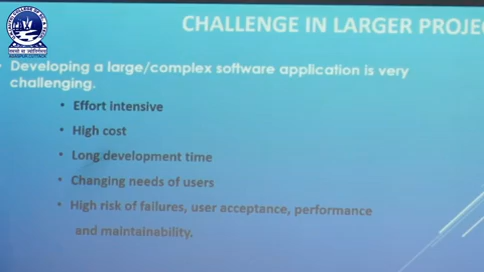 CHALLENGE IN LARGER PROJE
Developing a large/complex software application is very
challenging.
• Effort intensive
• High cost
• Long development time
• Changing needs of users
• High risk of failures, user acceptance, performance
and maintainability.